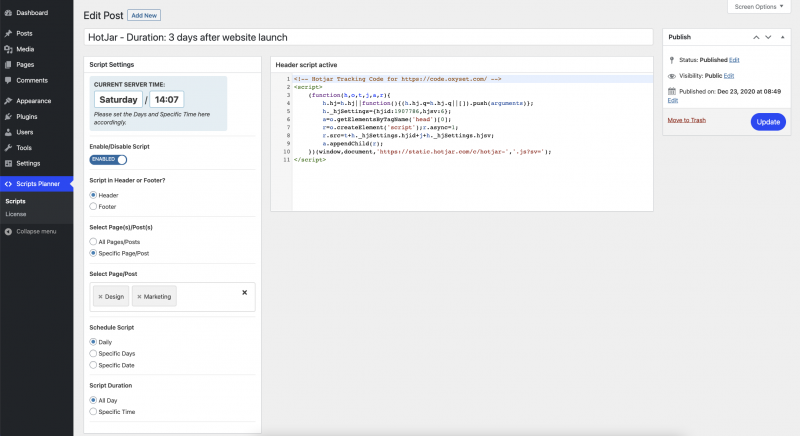 Screen Options
Dashboard
Posts
Media
Pages
Comments
Appearance
Plugins
Users
Tools
Settings
Scripts Planner
Scripts
License
Collapse menu
Edit Post Add New
HotJar - Duration: 3 days after website launch
Script Settings
CURRENT SERVER TIME:
Saturday / 14:07
Please set the Days and Specific Time here
accordingly.
Enable/Disable Script
ENABLED
Script in Header or Footer?
Header
Footer
Select Page(s)/Post(s)
All Pages/Posts
Specific Page/Post
Select Page/Post
× Design × Marketing ×
Schedule Script
Daily
Specific Days
Specific Date
Script Duration
All Day
Specific Time
Header script active
1 <!-- Hotjar Tracking Code for https://code.oxyset.com/ -->
2 <script>
3 (function(h,o,t,j,a,r){
4 h.hj=h.hj||function(){(h.hj.q=h.hj.q||[]).push(arguments)};
5 h._hjSettings={hjid:1907786,hjsv:6};
6 a=o.getElementsByTagName('head')[0];
7 r=o.createElement('script');r.async=1;
8 r.src=t+h._hjSettings.hjid+j+h._hjSettings.hjsv;
9 a.appendChild(r);
10 })(window,document,'https://static.hotjar.com/c/hotjar-','.js?sv=');
11 </script>
Publish
Status: Published Edit
Visibility: Public Edit
Published on: Dec 23, 2020 at 08:49
Edit
Move to Trash
Update